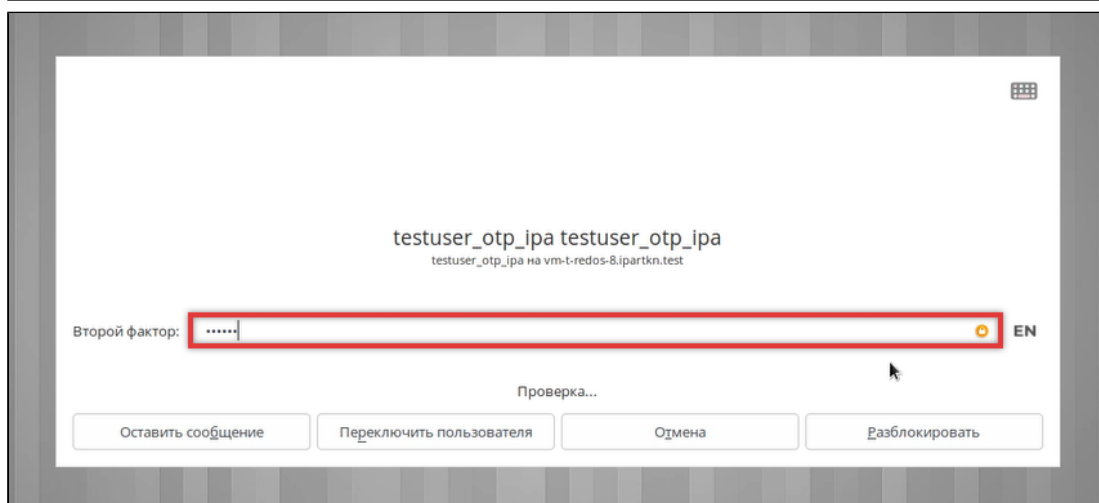 testuser_otp_ipa testuser_otp_ipa
testuser_otp_ipa на vm-t-redos-8.ipartkn.test
Второй фактор: •••••• EN
Проверка...
Оставить сообщение Переключить пользователя Отмена Разблокировать